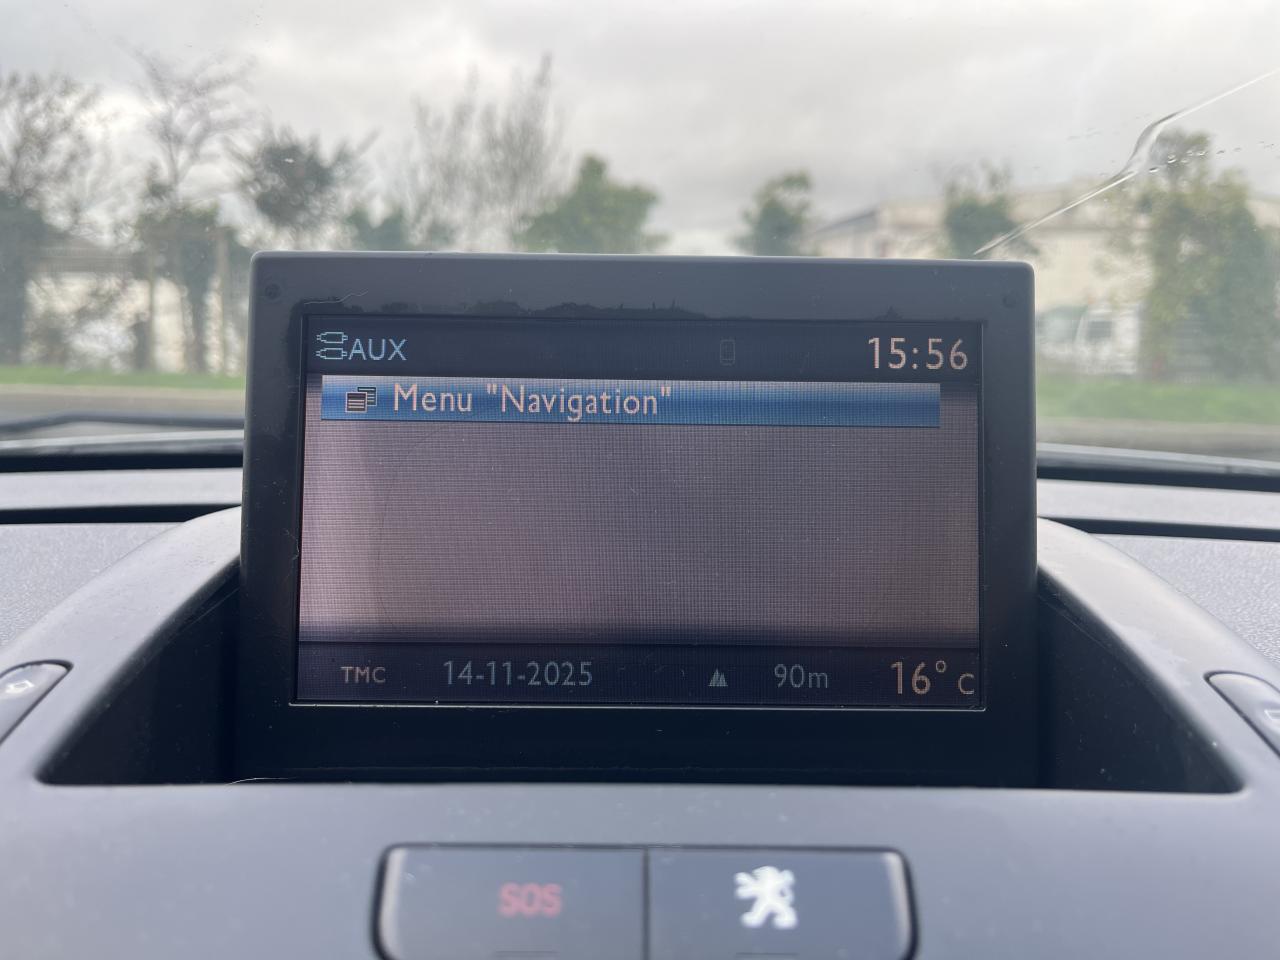 AUX 15:56
Menu "Navigation"
TMC 14-11-2025 90m 16° C
SOS